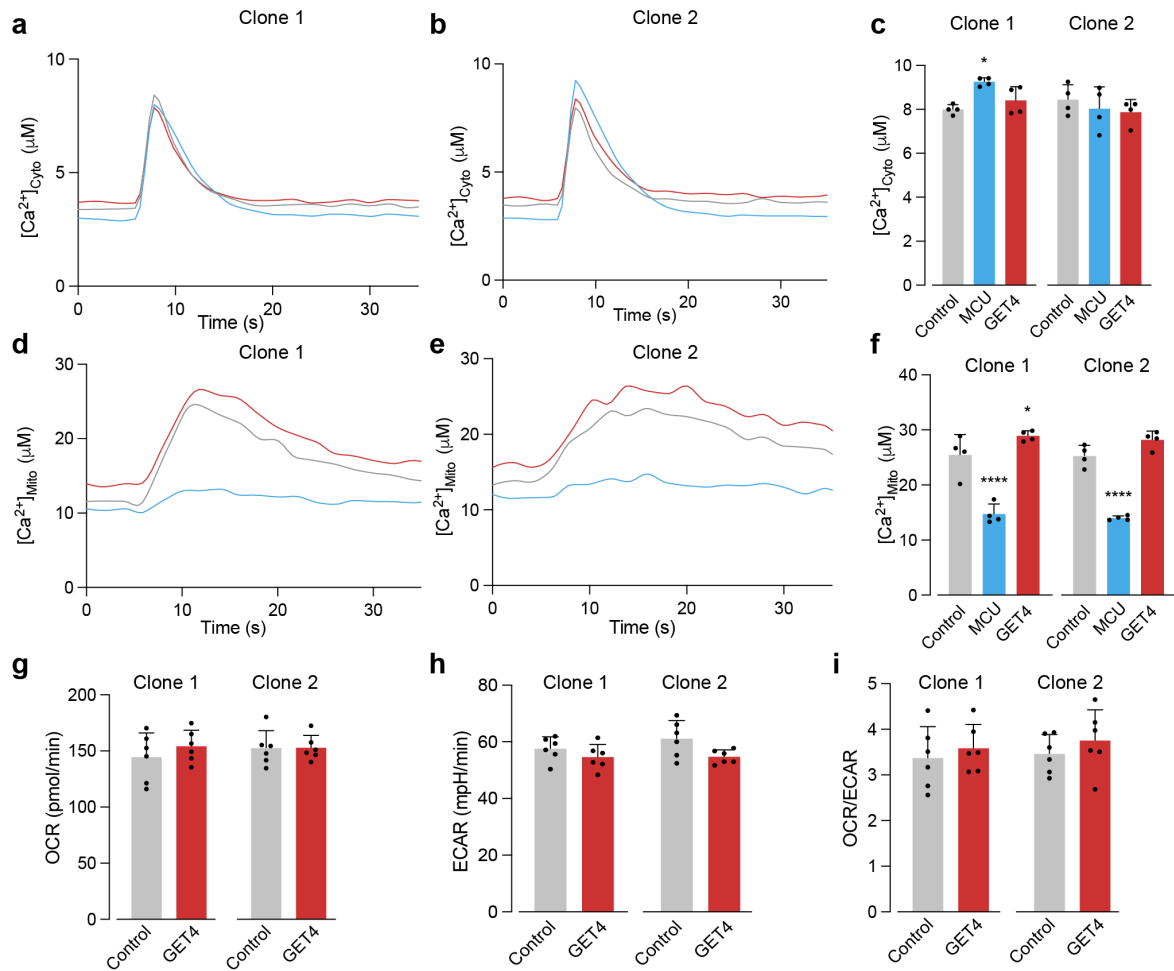 a
Clone 1
10
5
0
[Ca²⁺]Cyto (μM)
0
10
20
30
Time (s)
b
Clone 2
10
5
0
[Ca²⁺]Cyto (μM)
0
10
20
30
Time (s)
c
Clone 1
Clone 2
10
8
6
4
2
0
[Ca²⁺]Cyto (μM)
*
Control
MCU
GET4
Control
MCU
GET4
d
Clone 1
30
20
10
0
[Ca²⁺]Mito (μM)
0
10
20
30
Time (s)
e
Clone 2
30
20
10
0
[Ca²⁺]Mito (μM)
0
10
20
30
Time (s)
f
Clone 1
Clone 2
40
30
20
10
0
[Ca²⁺]Mito (μM)
****
*
****
Control
MCU
GET4
Control
MCU
GET4
g
Clone 1
Clone 2
200
150
100
50
0
OCR (pmol/min)
Control
GET4
Control
GET4
h
Clone 1
Clone 2
80
60
40
20
0
ECAR (mpH/min)
Control
GET4
Control
GET4
i
Clone 1
Clone 2
5
4
3
2
1
0
OCR/ECAR
Control
GET4
Control
GET4